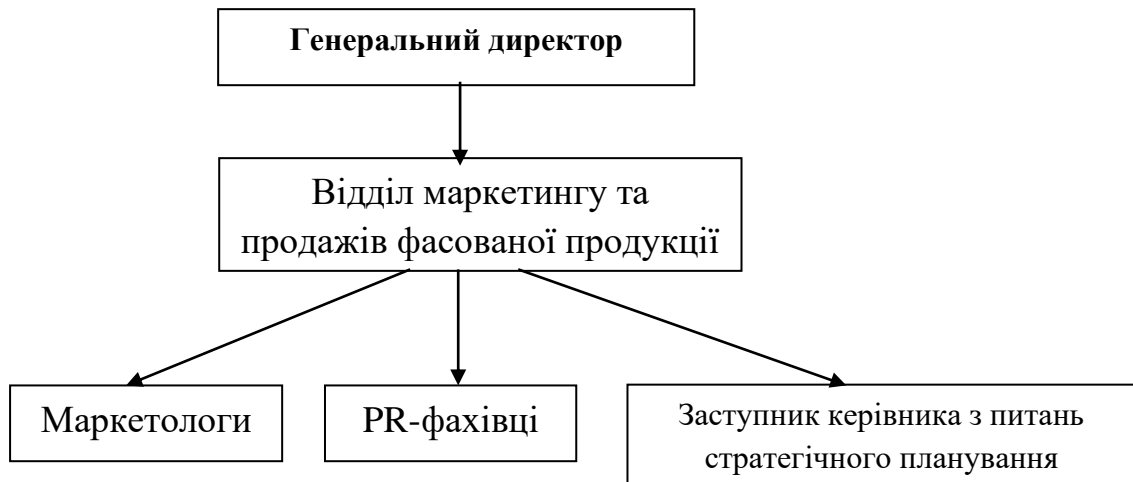 Генеральний директор
Відділ маркетингу та
продажів фасованої продукції
Маркетологи
PR-фахівці
Заступник керівника з питань
стратегічного планування